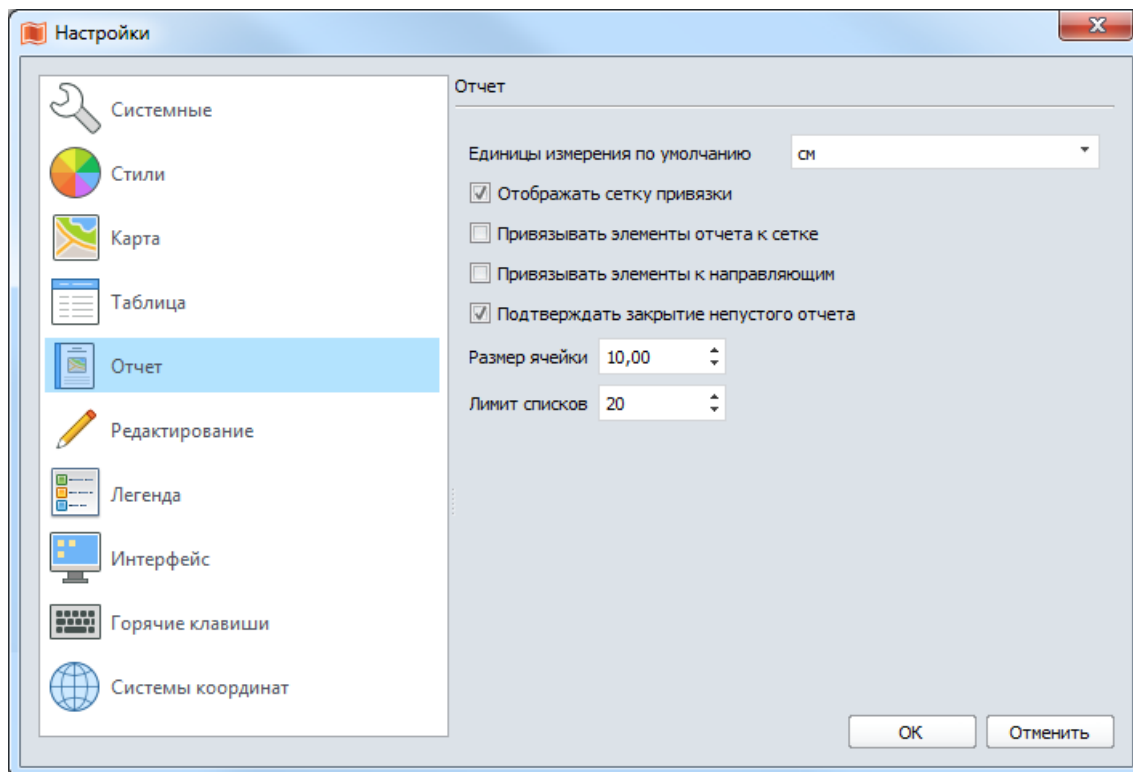 Настройки
Системные
Стили
Карта
Таблица
Отчет
Редактирование
Легенда
Интерфейс
Горячие клавиши
Системы координат
Отчет
Единицы измерения по умолчанию см
Отображать сетку привязки
Привязывать элементы отчета к сетке
Привязывать элементы к направляющим
Подтверждать закрытие непустого отчета
Размер ячейки 10,00
Лимит списков 20
OK Отменить